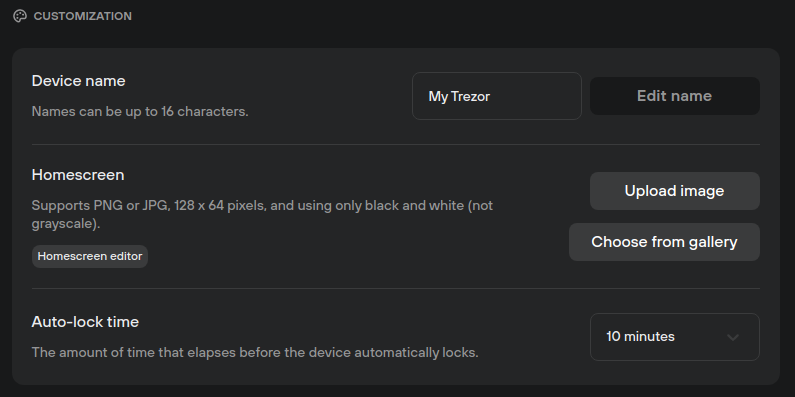 CUSTOMIZATION
Device name
Names can be up to 16 characters.
My Trezor
Edit name
Homescreen
Supports PNG or JPG, 128 x 64 pixels, and using only black and white (not
grayscale).
Homescreen editor
Upload image
Choose from gallery
Auto-lock time
The amount of time that elapses before the device automatically locks.
10 minutes